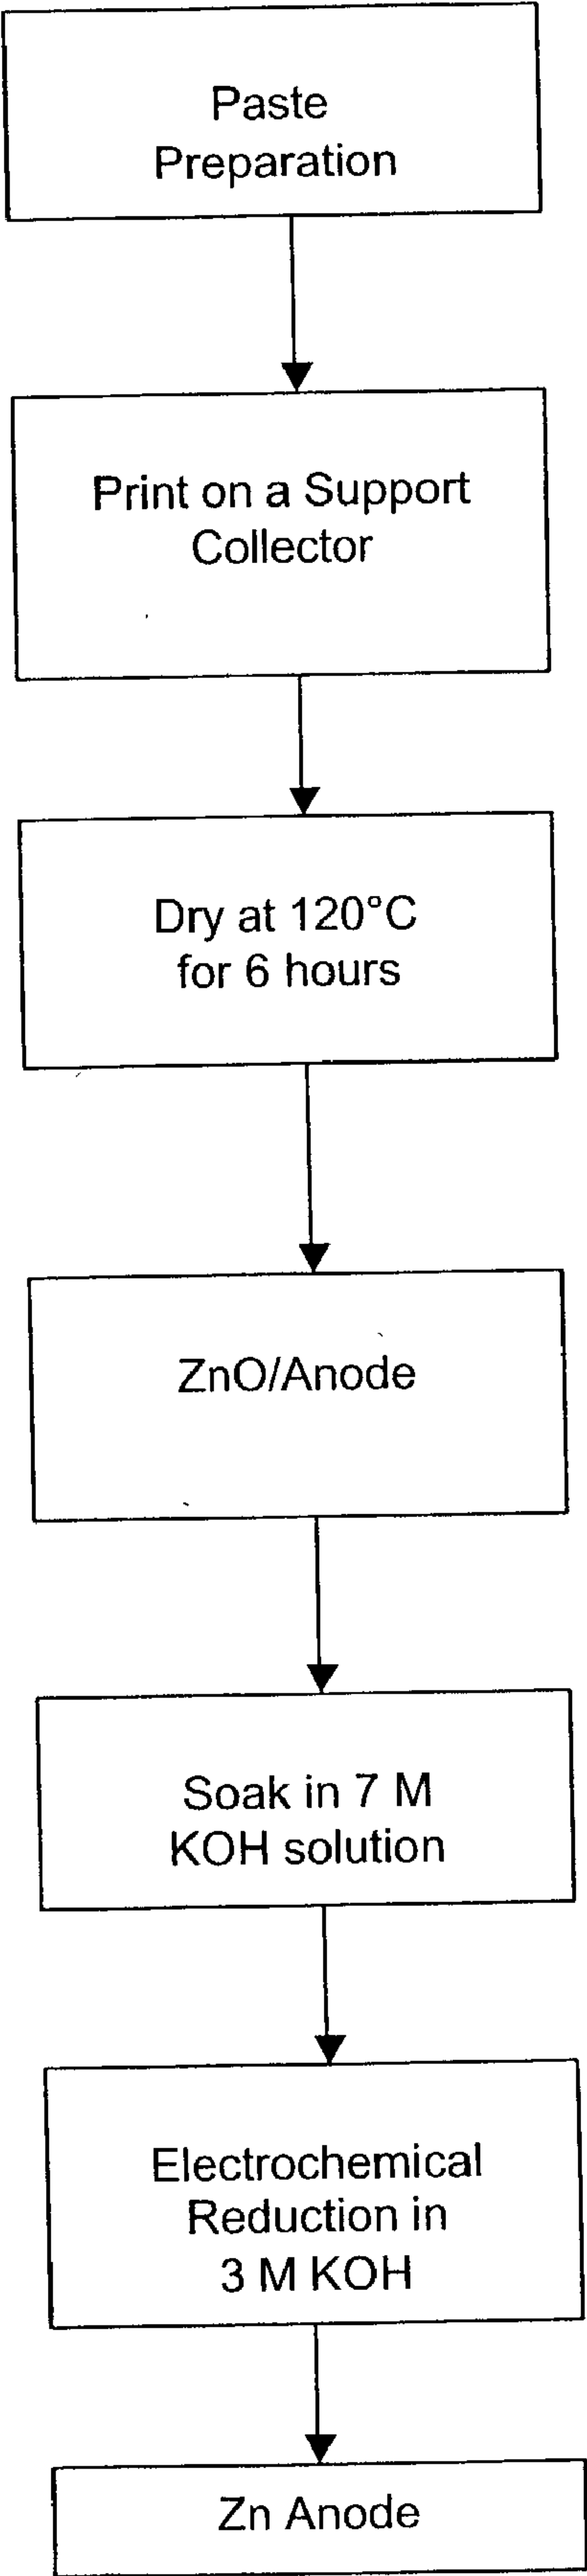 Paste
Preparation
Print on a Support
Collector
Dry at 120°C
for 6 hours
ZnO/Anode
Soak in 7 M
KOH solution
Electrochemical
Reduction in
3 M KOH
Zn Anode